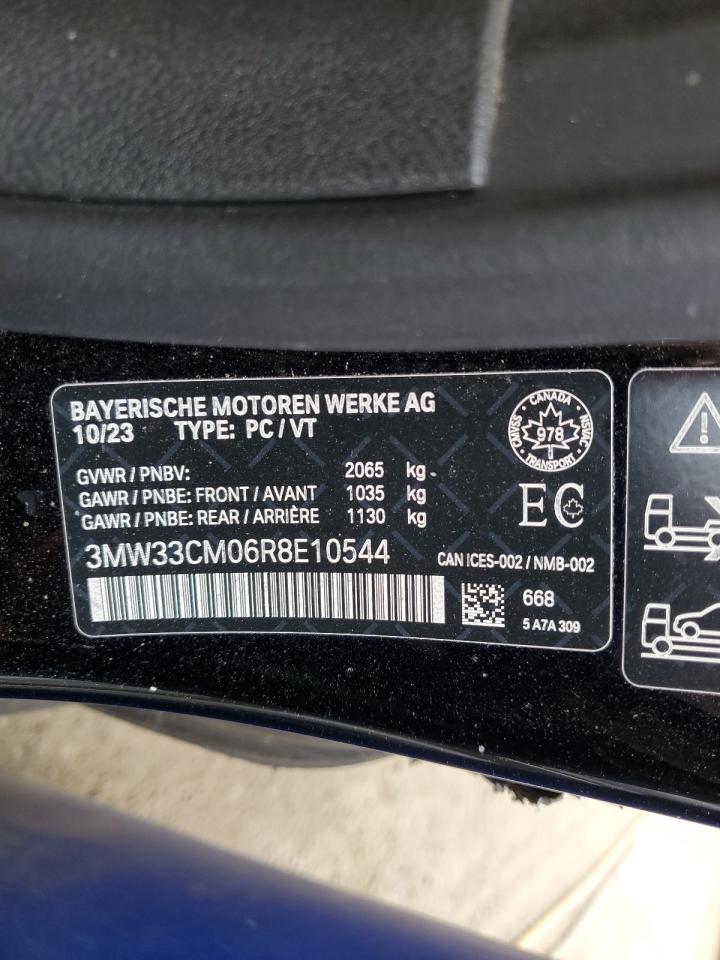 BAYERISCHE MOTOREN WERKE AG
10/23 TYPE: PC / VT
GVWR / PNBV: 2065 kg
GAWR / PNBE: FRONT / AVANT 1035 kg
GAWR / PNBE: REAR / ARRIÈRE 1130 kg
3MW33CM06R8E10544
CANADA
CMVSS
978
NSVAC
TRANSPORT
EC
CAN ICES-002 / NMB-002
668
5 A7A 309